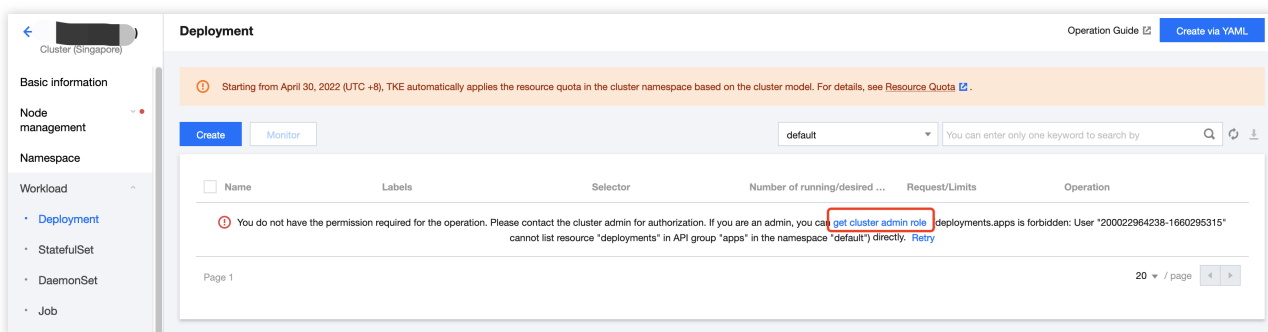 Deployment
Operation Guide
Create via YAML
)
Cluster (Singapore)
Basic information
Node management
Namespace
Workload
Deployment
StatefulSet
DaemonSet
Job
Starting from April 30, 2022 (UTC +8), TKE automatically applies the resource quota in the cluster namespace based on the cluster model. For details, see Resource Quota .
Create
Monitor
default
You can enter only one keyword to search by
Name Labels Selector Number of running/desired ... Request/Limits Operation
You do not have the permission required for the operation. Please contact the cluster admin for authorization. If you are an admin, you can get cluster admin role deployments.apps is forbidden: User "200022964238-1660295315"
cannot list resource "deployments" in API group "apps" in the namespace "default") directly. Retry
Page 1
20 / page